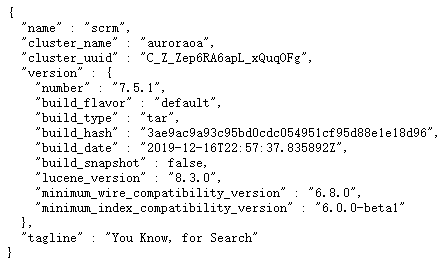 {
"name" : "scrm",
"cluster_name" : "auroraoa",
"cluster_uuid" : "C_Z_Zep6RA6apL_xQuqOFg",
"version" : {
"number" : "7.5.1",
"build_flavor" : "default",
"build_type" : "tar",
"build_hash" : "3ae9ac9a93c95bd0cdc054951cf95d88e1e18d96",
"build_date" : "2019-12-16T22:57:37.835892Z",
"build_snapshot" : false,
"lucene_version" : "8.3.0",
"minimum_wire_compatibility_version" : "6.8.0",
"minimum_index_compatibility_version" : "6.0.0-beta1"
},
"tagline" : "You Know, for Search"
}